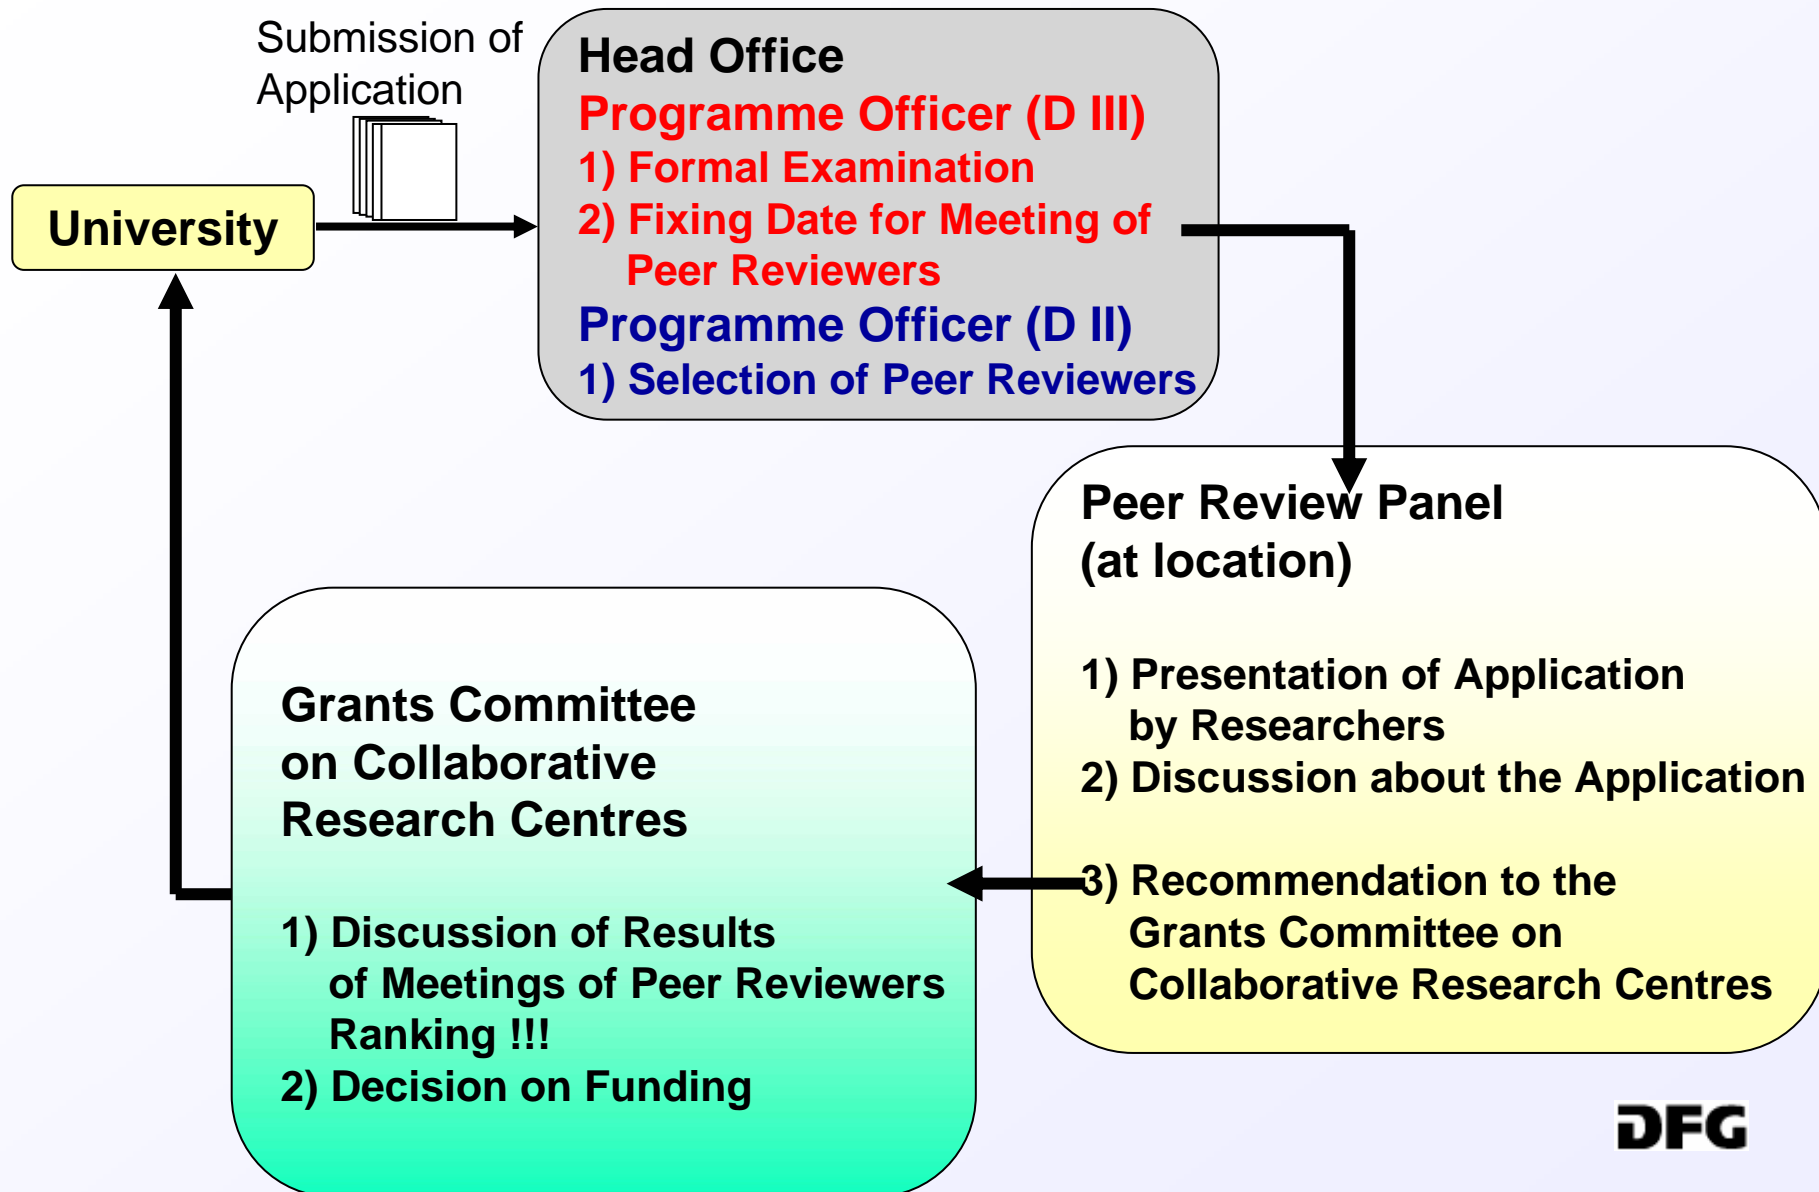 Submission of
Application
University
Head Office
Programme Officer (D III)
1) Formal Examination
2) Fixing Date for Meeting of
Peer Reviewers
Programme Officer (D II)
1) Selection of Peer Reviewers
Peer Review Panel
(at location)
1) Presentation of Application
by Researchers
2) Discussion about the Application
3) Recommendation to the
Grants Committee on
Collaborative Research Centres
Grants Committee
on Collaborative
Research Centres
1) Discussion of Results
of Meetings of Peer Reviewers
Ranking !!!
2) Decision on Funding
DFG